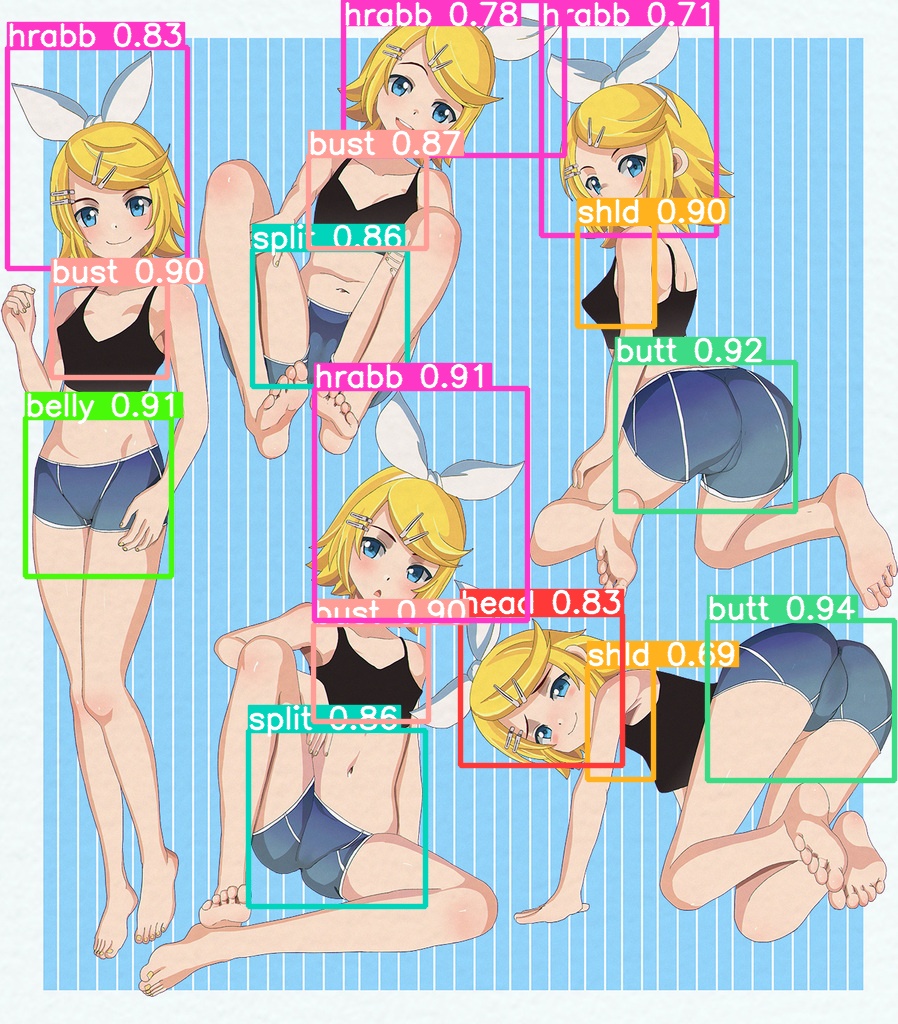 hrabb 0.78
hrabb 0.71
hrabb 0.83
bust 0.87
shld 0.90
split 0.86
bust 0.90
butt 0.92
hrabb 0.91
belly 0.91
head 0.83
bust 0.90
butt 0.94
shld 0.69
split 0.86